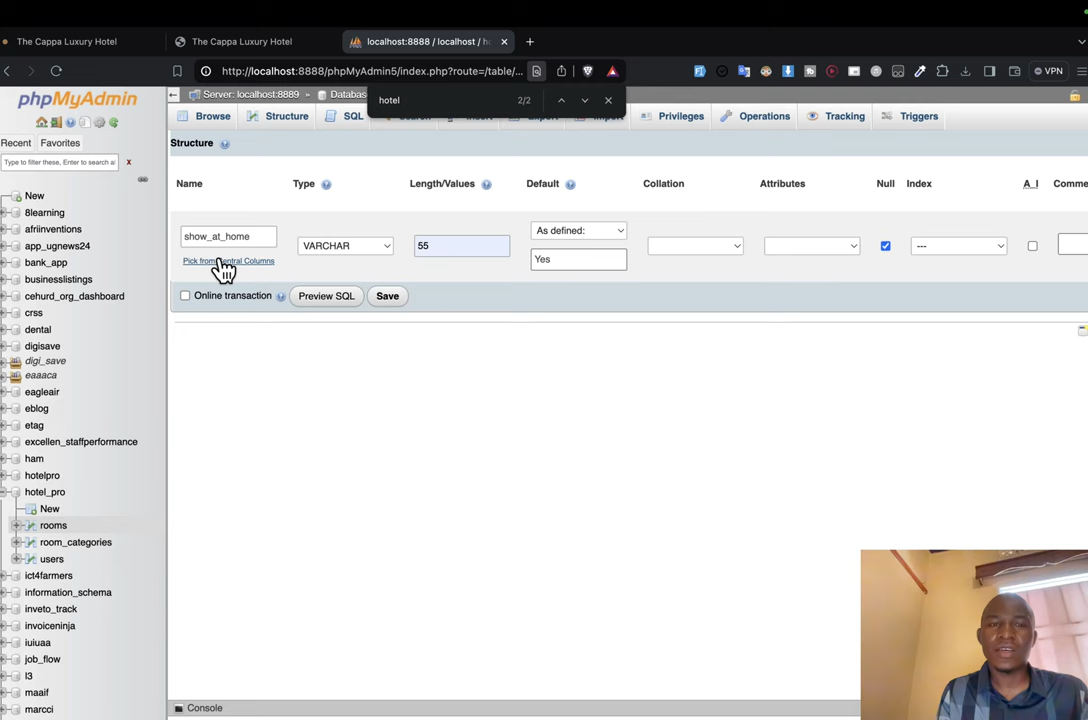 The Cappa Luxury Hotel
The Cappa Luxury Hotel
localhost:8888 / localhost / h
http://localhost:8888/phpMyAdmin5/index.php?route=/table/...
VPN
hotel 2/2
phpMyAdmin
Recent Favorites
Type to filter these, Enter to search a
x
New
8learning
afriinventions
app_ugnews24
bank_app
businesslistings
cehurd_org_dashboard
crss
dental
digisave
digi_save
eaaaca
eagleair
eblog
etag
excellen_staffperformance
ham
hotelpro
hotel_pro
New
rooms
room_categories
users
ict4farmers
information_schema
inveto_track
invoiceninja
iuiuaa
job_flow
l3
maaif
marcci
Server: localhost:8889 » Databas
Browse Structure SQL Privileges Operations Tracking Triggers
Structure
Name Type Length/Values Default Collation Attributes Null Index A_I Comme
show_at_home VARCHAR 55 As defined: ---
Yes
Pick from Central Columns
Online transaction Preview SQL Save
Console